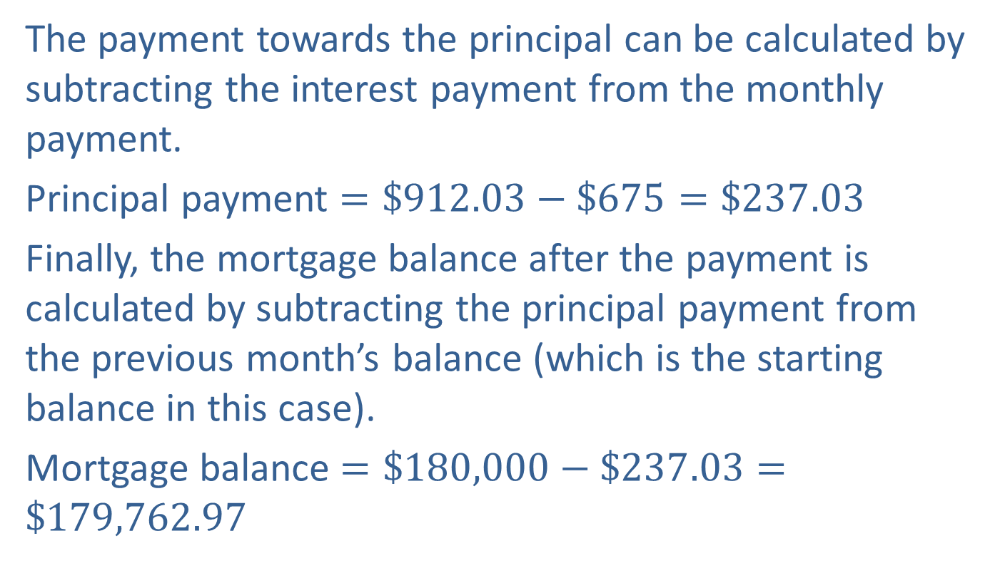 The payment towards the principal can be calculated by
subtracting the interest payment from the monthly
payment.
Principal payment = $912.03 − $675 = $237.03
Finally, the mortgage balance after the payment is
calculated by subtracting the principal payment from
the previous month’s balance (which is the starting
balance in this case).
Mortgage balance = $180,000 − $237.03 =
$179,762.97